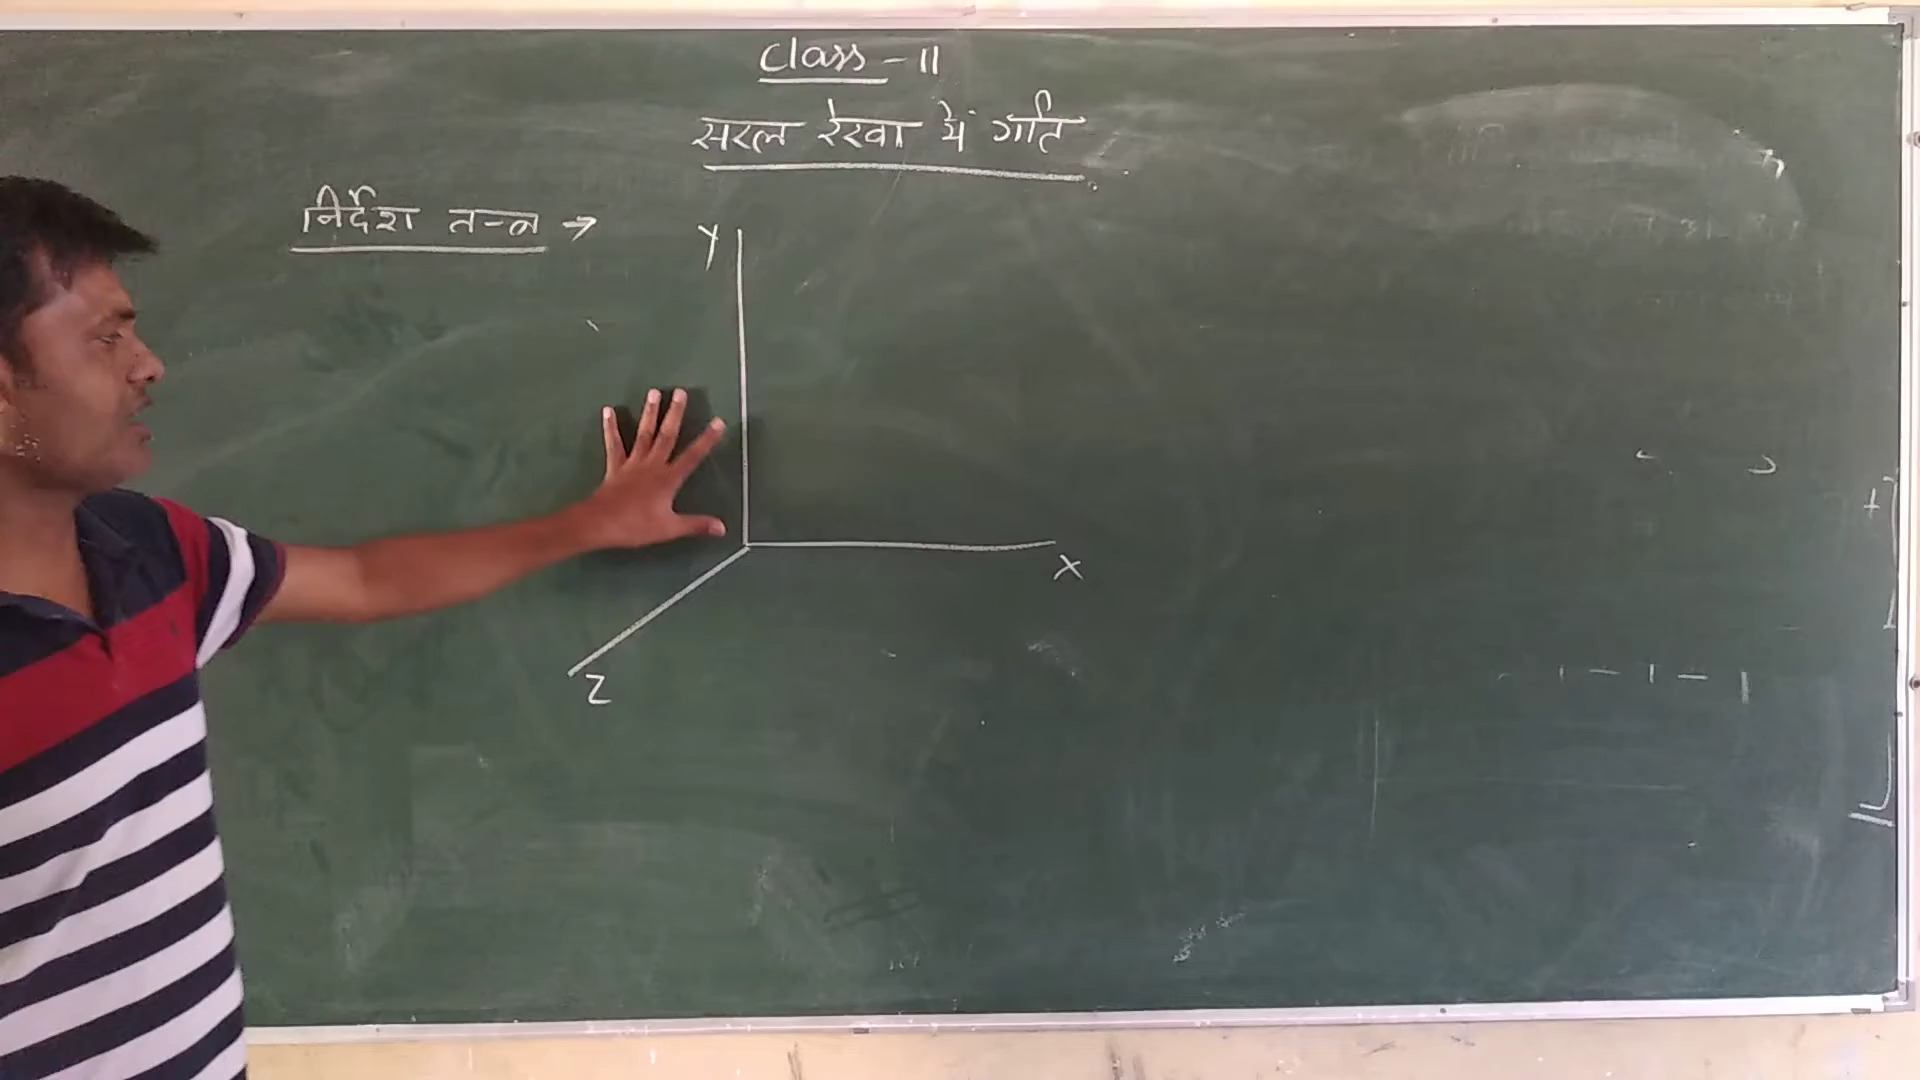 Class - 11
सरल रेखा में गति
निर्देश तन्त्र →
Y
X
Z